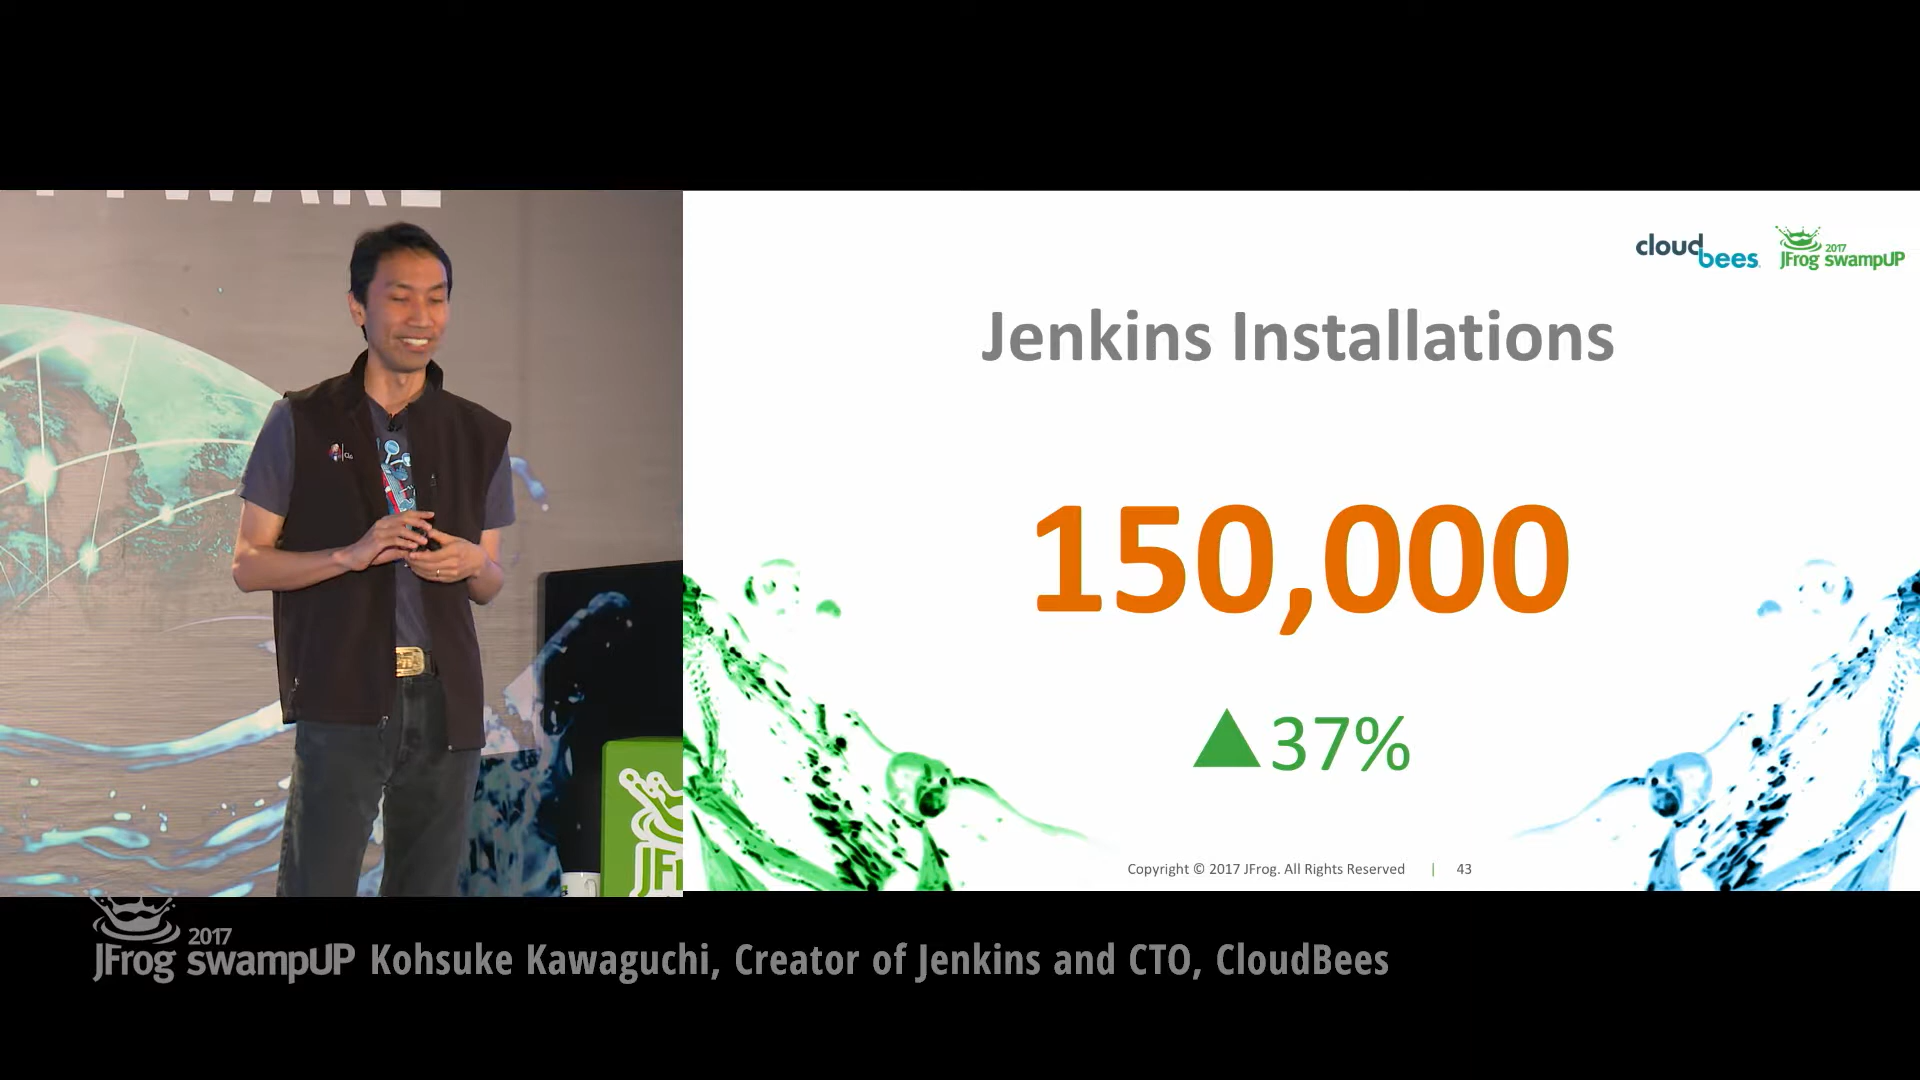 cloudbees
2017
JFrog swampUP
Jenkins Installations
150,000
37%
Copyright © 2017 JFrog. All Rights Reserved | 43
2017
JFrog swampUP Kohsuke Kawaguchi, Creator of Jenkins and CTO, CloudBees